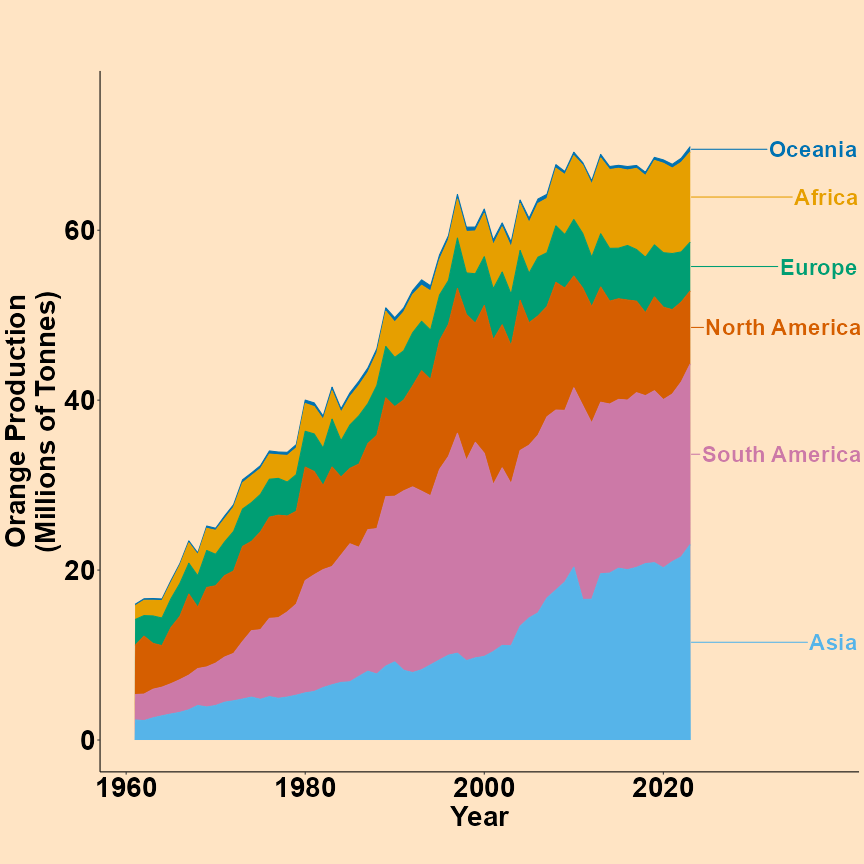 Orange Production
(Millions of Tonnes)
60
40
20
0
1960
1980
2000
2020
Year
Oceania
Africa
Europe
North America
South America
Asia